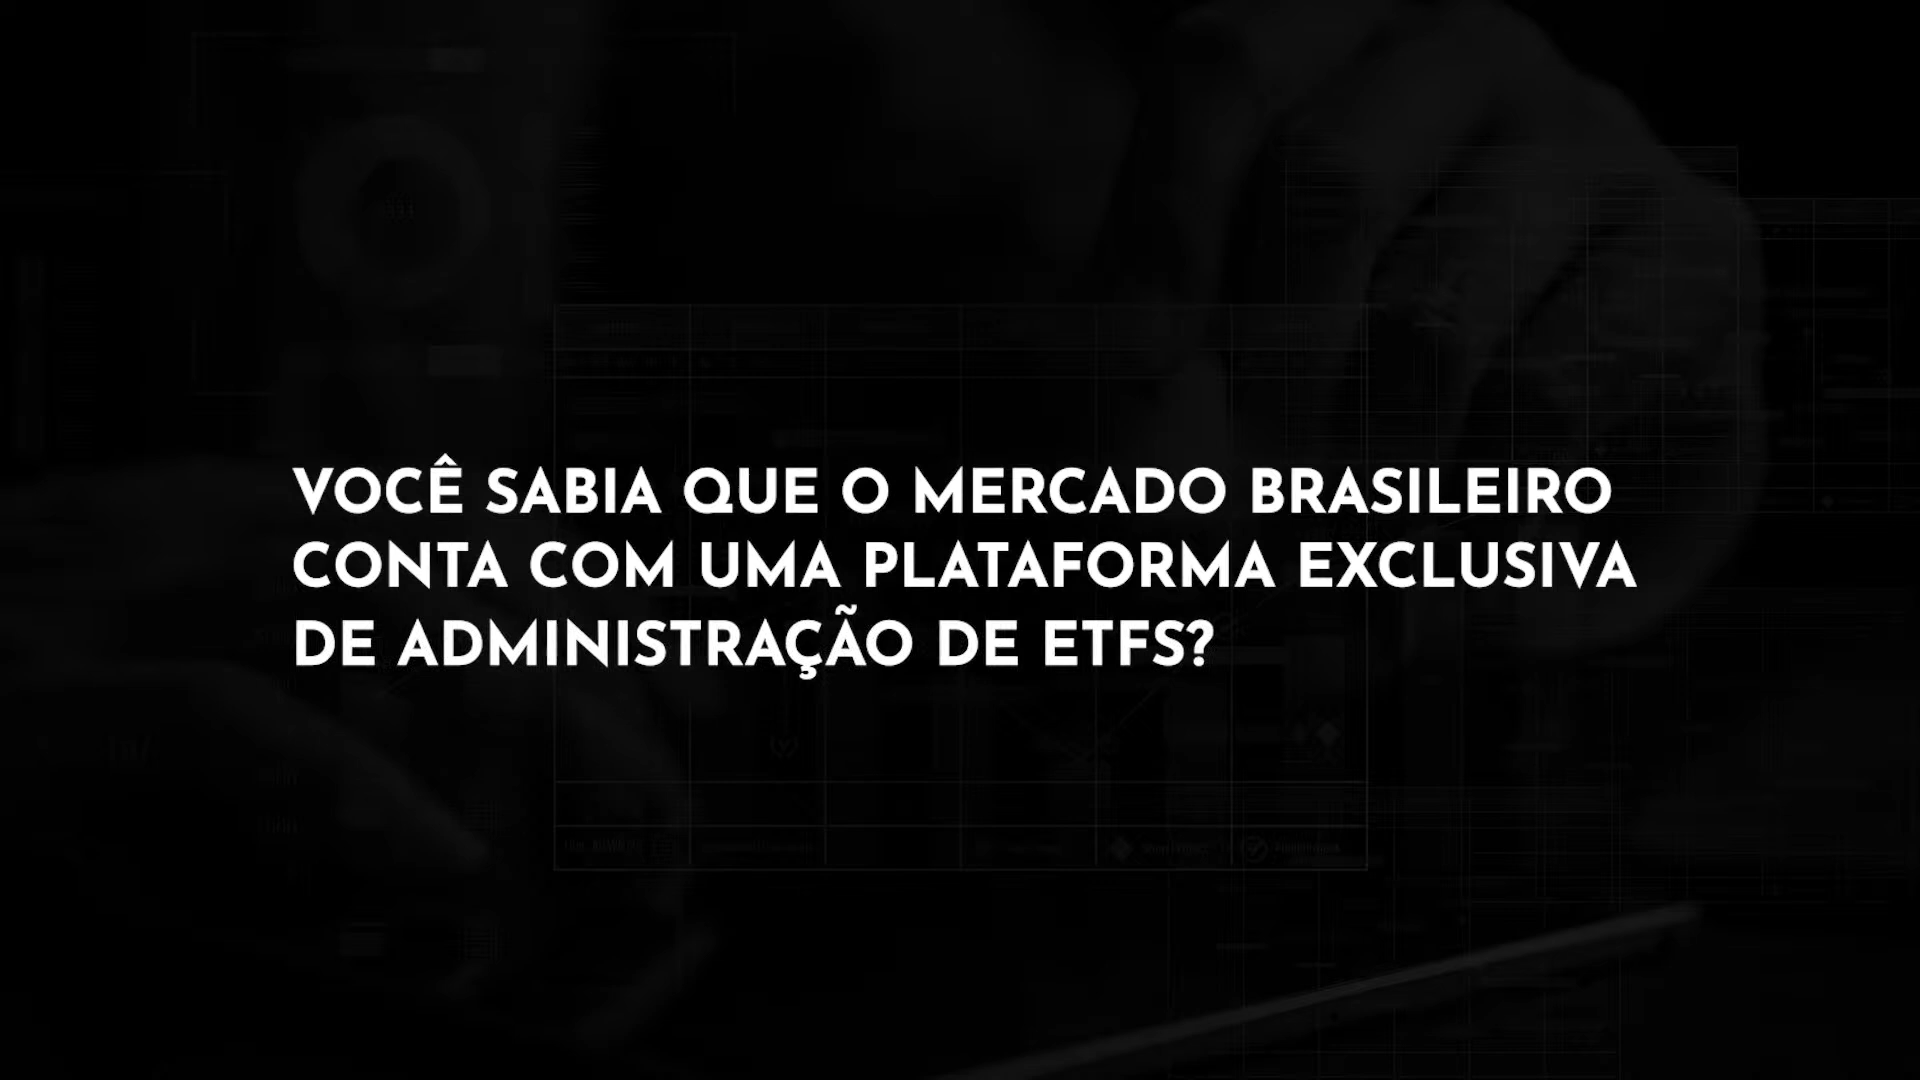 VOCÊ SABIA QUE O MERCADO BRASILEIRO
CONTA COM UMA PLATAFORMA EXCLUSIVA
DE ADMINISTRAÇÃO DE ETFS?